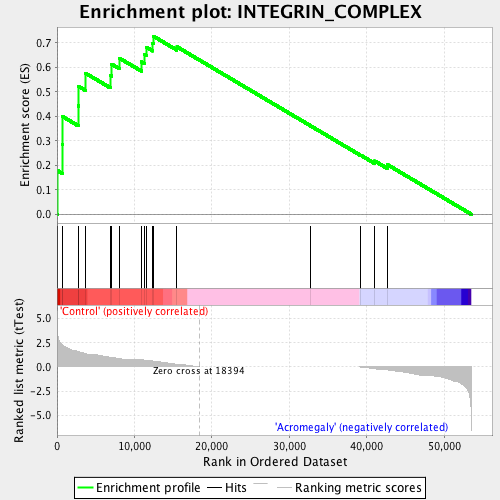 Enrichment plot: INTEGRIN_COMPLEX
Enrichment score (ES)
0.7
0.6
0.5
0.4
0.3
0.2
0.1
0.0
'Control' (positively correlated)
Ranked list metric (tTest)
5.0
2.5
0.0
-2.5
-5.0
Zero cross at 18394
'Acromegaly' (negatively correlated)
0 10,000 20,000 30,000 40,000 50,000
Rank in Ordered Dataset
Enrichment profile Hits Ranking metric scores